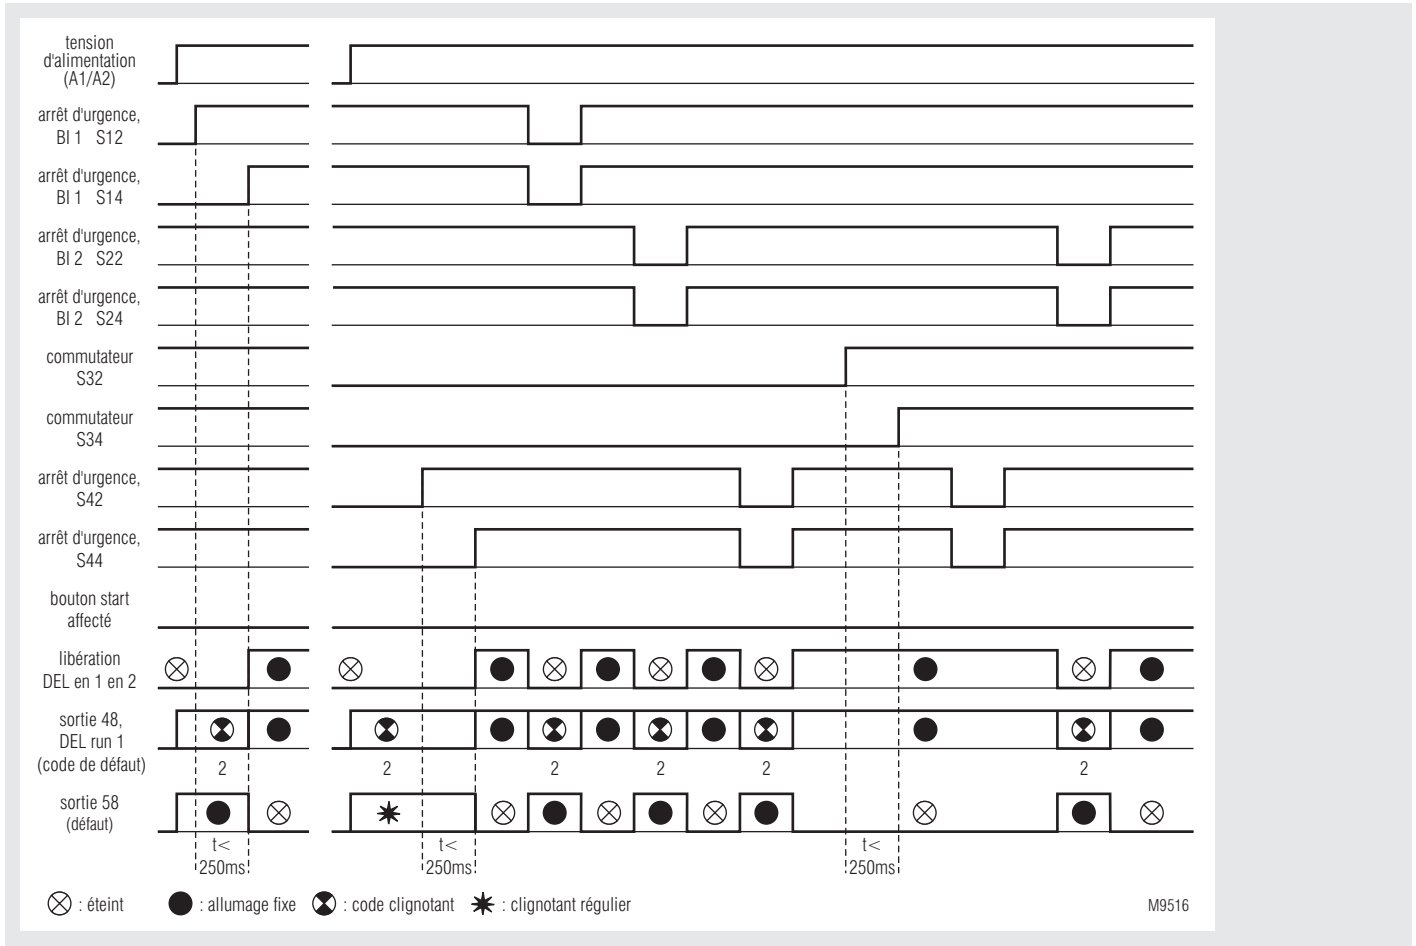 tension
d'alimentation
(A1/A2)
arrêt d'urgence,
BI 1 S12
arrêt d'urgence,
BI 1 S14
arrêt d'urgence,
BI 2 S22
arrêt d'urgence,
BI 2 S24
commutateur
S32
commutateur
S34
arrêt d'urgence,
S42
arrêt d'urgence,
S44
bouton start
affecté
libération
DEL en 1 en 2
sortie 48,
DEL run 1
(code de défaut)
2 2 2 2 2 2
sortie 58
(défaut)
t< t< t<
250ms 250ms 250ms
: éteint : allumage fixe : code clignotant : clignotant régulier
M9516